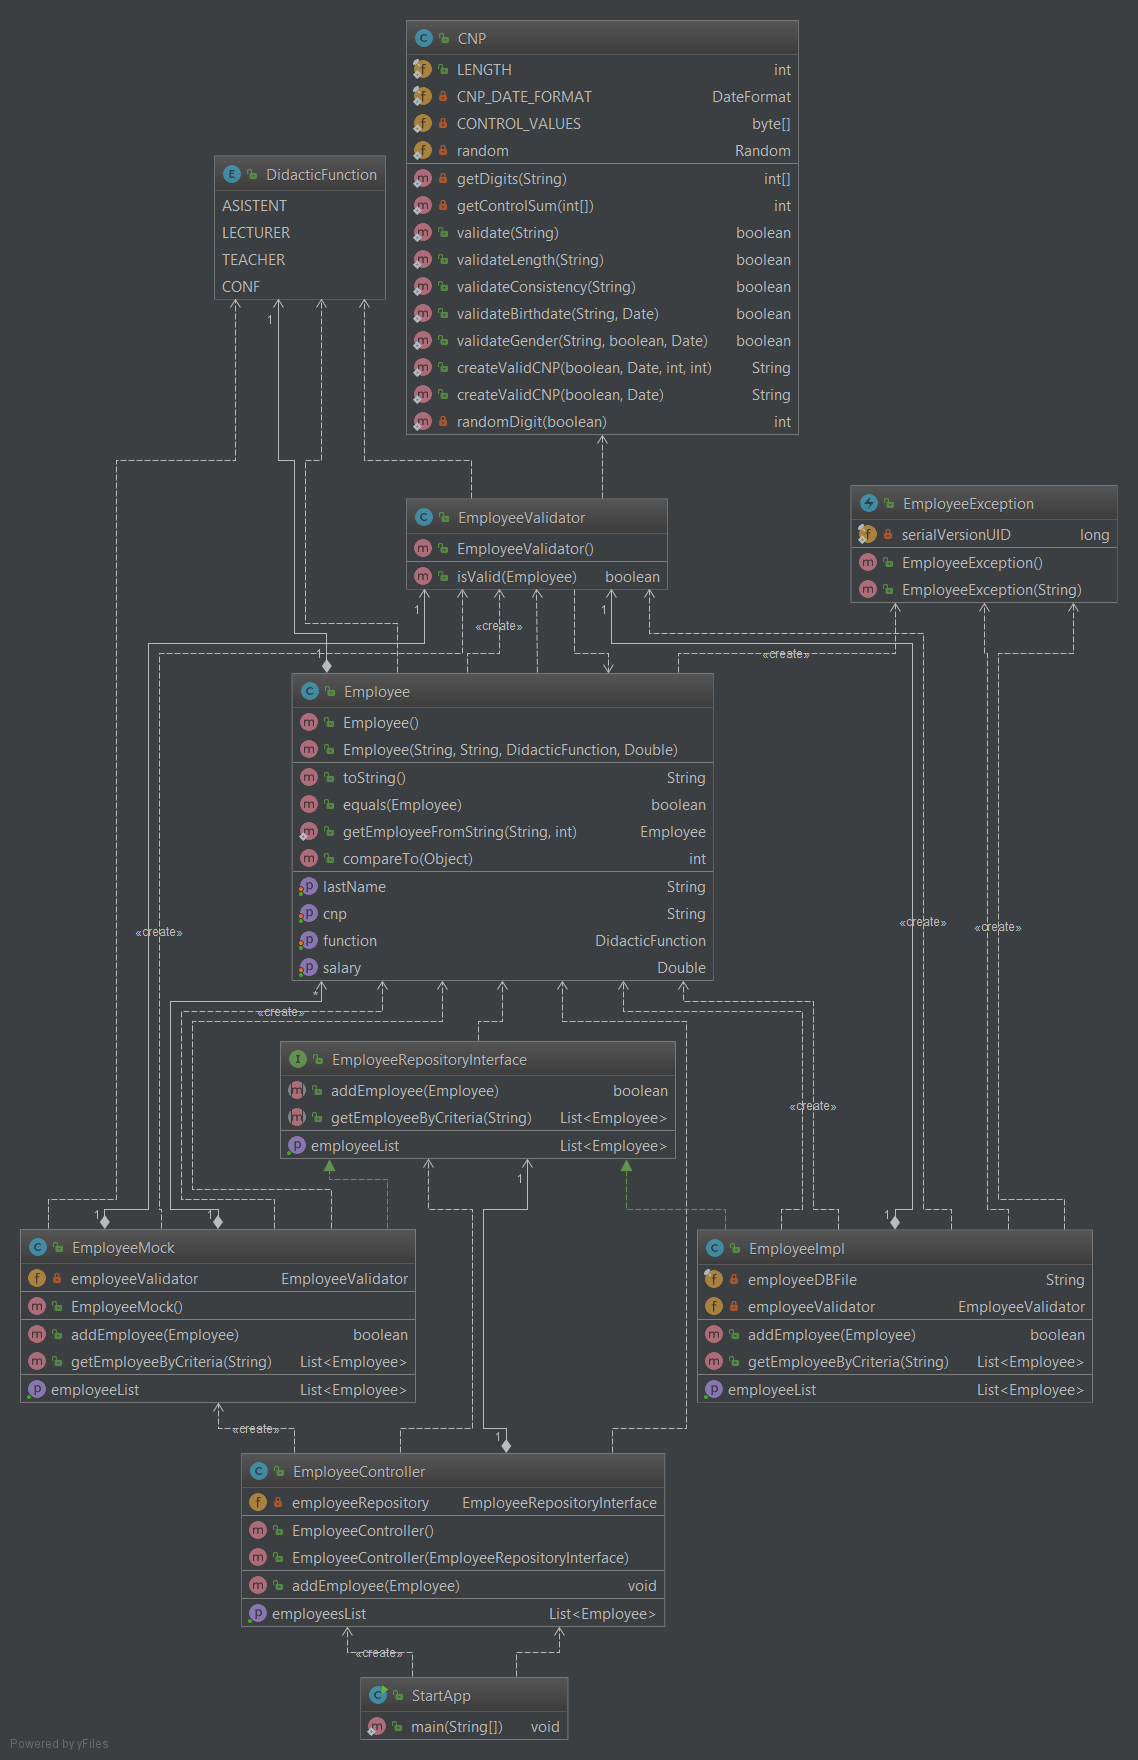 CNP
LENGTH int
CNP_DATE_FORMAT DateFormat
CONTROL_VALUES byte[]
random Random
getDigits(String) int[]
getControlSum(int[]) int
validate(String) boolean
validateLength(String) boolean
validateConsistency(String) boolean
validateBirthdate(String, Date) boolean
validateGender(String, boolean, Date) boolean
createValidCNP(boolean, Date, int, int) String
createValidCNP(boolean, Date) String
randomDigit(boolean) int
DidacticFunction
ASISTENT
LECTURER
TEACHER
CONF
1
EmployeeValidator
EmployeeValidator()
isValid(Employee) boolean
EmployeeException
serialVersionUID long
EmployeeException()
EmployeeException(String)
1
«create»
1
1
«create»
Employee
Employee()
Employee(String, String, DidacticFunction, Double)
toString() String
equals(Employee) boolean
getEmployeeFromString(String, int) Employee
compareTo(Object) int
lastName String
cnp String
function DidacticFunction
salary Double
«create»
«create»
«create»
*
«create»
EmployeeRepositoryInterface
addEmployee(Employee) boolean
getEmployeeByCriteria(String) List<Employee>
employeeList List<Employee>
«create»
1
1
1
1
EmployeeMock
employeeValidator EmployeeValidator
EmployeeMock()
addEmployee(Employee) boolean
getEmployeeByCriteria(String) List<Employee>
employeeList List<Employee>
EmployeeImpl
employeeDBFile String
employeeValidator EmployeeValidator
addEmployee(Employee) boolean
getEmployeeByCriteria(String) List<Employee>
employeeList List<Employee>
«create»
1
EmployeeController
employeeRepository EmployeeRepositoryInterface
EmployeeController()
EmployeeController(EmployeeRepositoryInterface)
addEmployee(Employee) void
employeesList List<Employee>
«create»
StartApp
main(String[]) void
Powered by yFiles